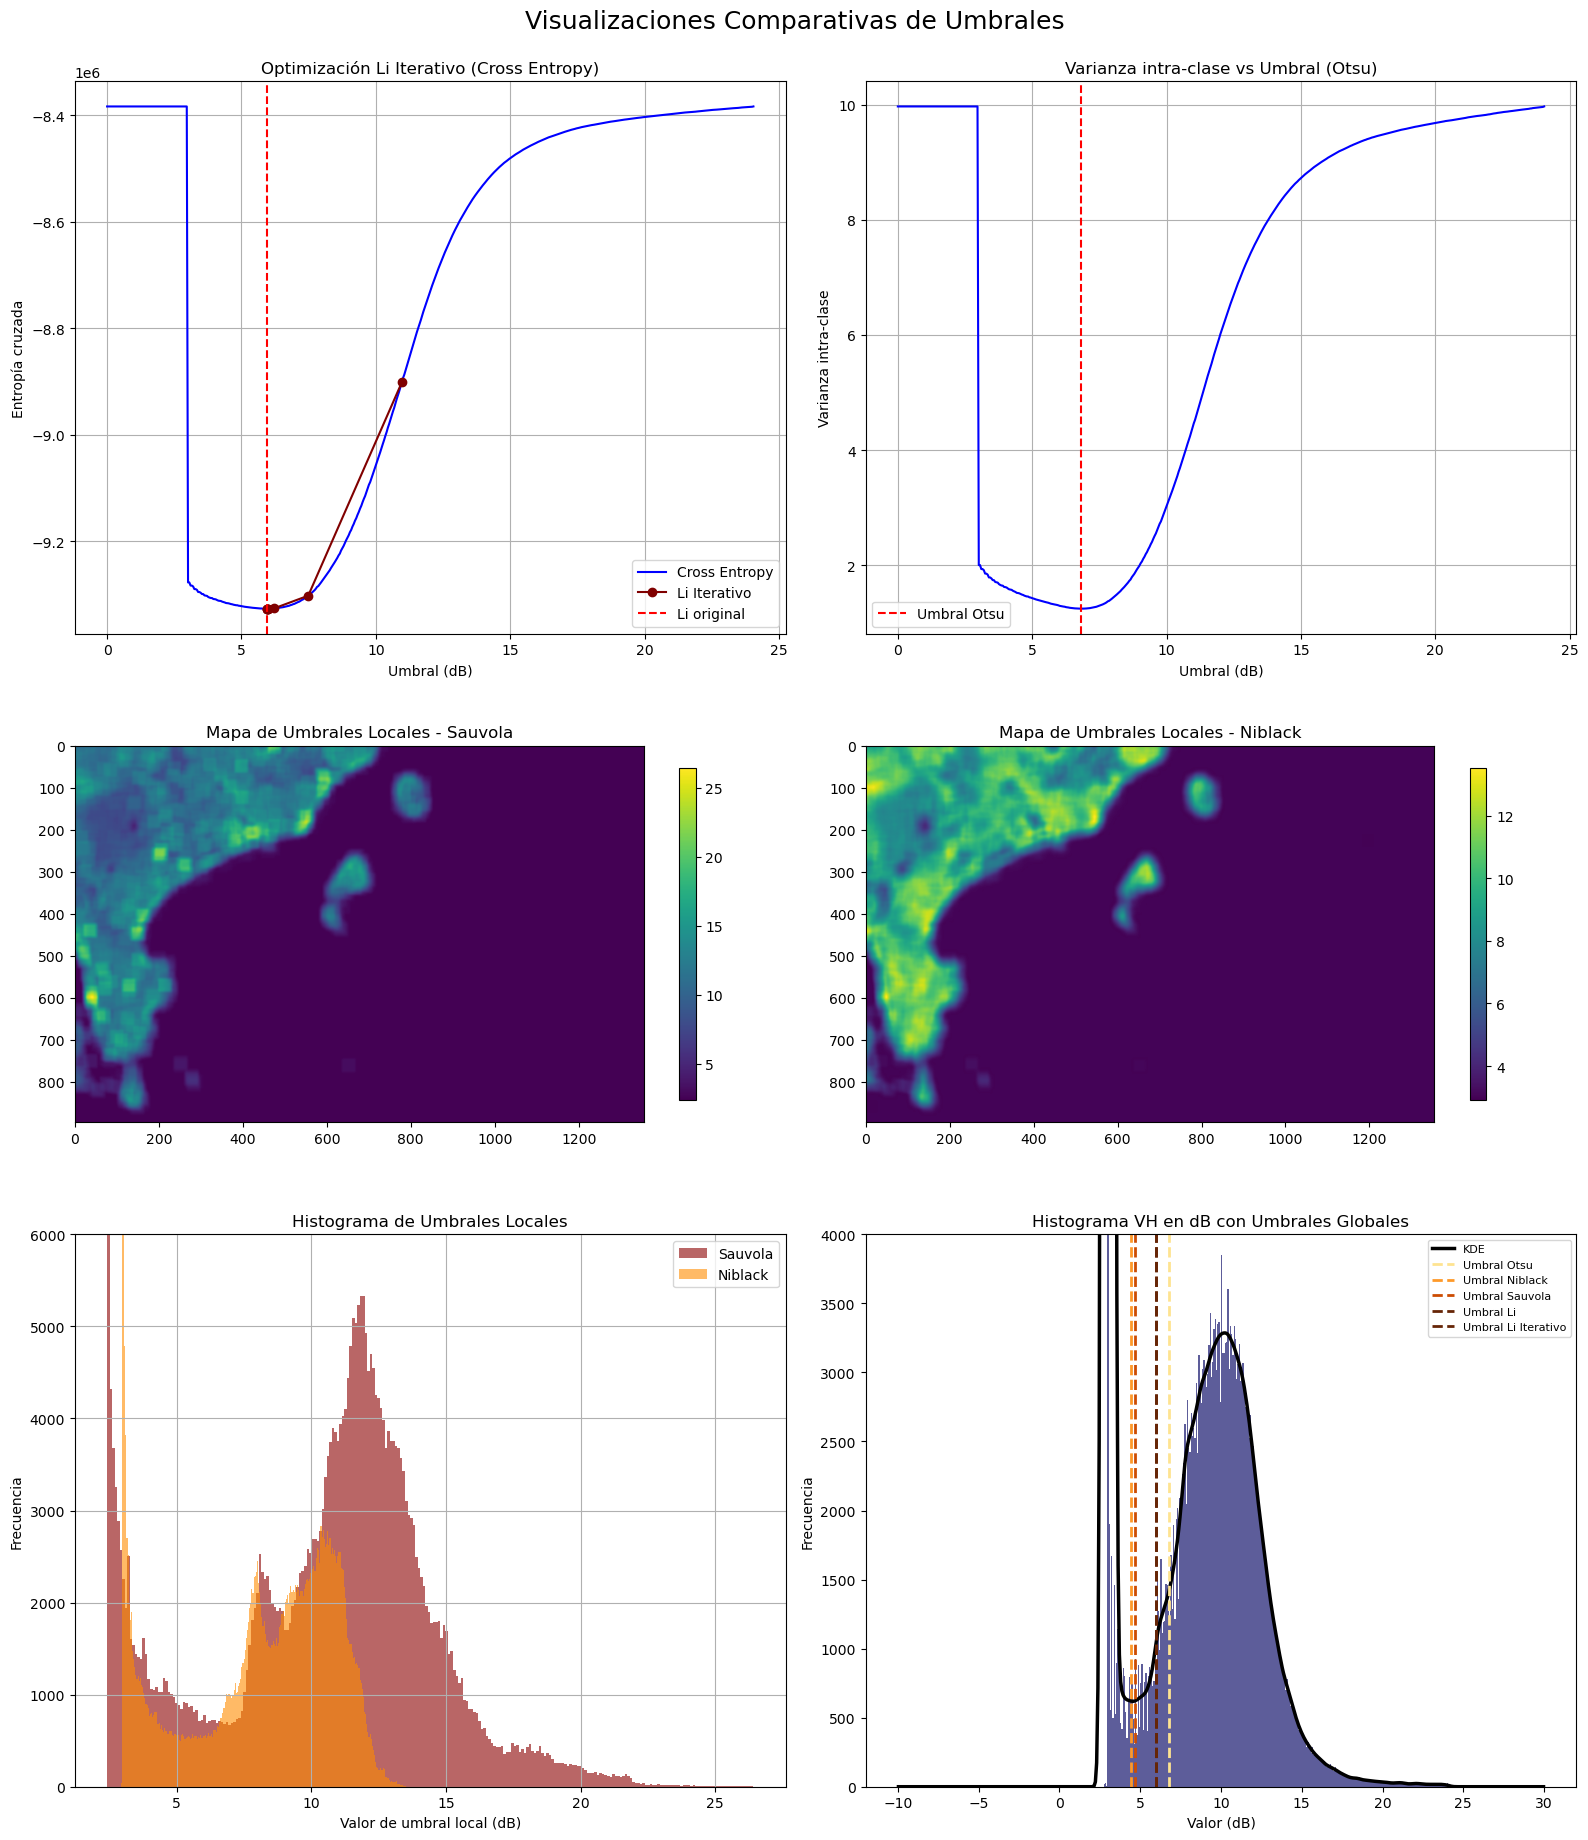 Visualizaciones Comparativas de Umbrales
Optimización Li Iterativo (Cross Entropy)
1e6
−8.4
−8.6
−8.8
−9.0
−9.2
Entropía cruzada
Cross Entropy
Li Iterativo
Li original
0 5 10 15 20 25
Umbral (dB)
Varianza intra-clase vs Umbral (Otsu)
10
8
6
4
2
Varianza intra-clase
Umbral Otsu
0 5 10 15 20 25
Umbral (dB)
Mapa de Umbrales Locales - Sauvola
0
100
200
300
400
500
600
700
800
0 200 400 600 800 1000 1200
25
20
15
10
5
Mapa de Umbrales Locales - Niblack
0
100
200
300
400
500
600
700
800
0 200 400 600 800 1000 1200
12
10
8
6
4
Histograma de Umbrales Locales
6000
5000
4000
3000
2000
1000
0
Frecuencia
Sauvola
Niblack
5 10 15 20 25
Valor de umbral local (dB)
Histograma VH en dB con Umbrales Globales
4000
3500
3000
2500
2000
1500
1000
500
0
Frecuencia
KDE
Umbral Otsu
Umbral Niblack
Umbral Sauvola
Umbral Li
Umbral Li Iterativo
−10 −5 0 5 10 15 20 25 30
Valor (dB)